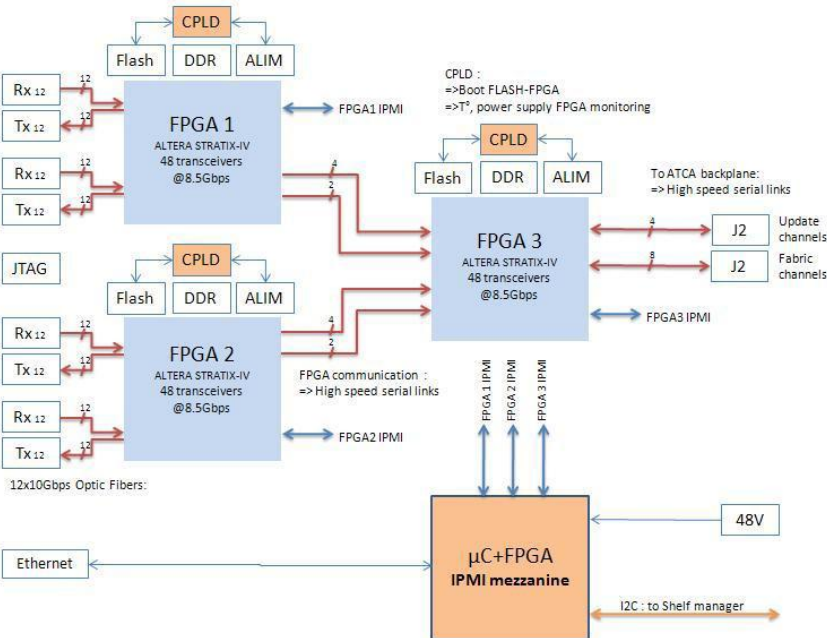 CPLD
Flash
DDR
ALIM
Rx 12
12
Tx 12
12
Rx 12
12
Tx 12
12
FPGA 1
ALTERA STRATIX-IV
48 transceivers
@8.5Gbps
FPGA1 IPMI
4
2
CPLD :
=>Boot FLASH-FPGA
=>T°, power supply FPGA monitoring
CPLD
Flash
DDR
ALIM
FPGA 3
ALTERA STRATIX-IV
48 transceivers
@8.5Gbps
To ATCA backplane:
=> High speed serial links
4
J2
Update
channels
8
J2
Fabric
channels
FPGA3 IPMI
JTAG
CPLD
Flash
DDR
ALIM
Rx 12
12
Tx 12
12
Rx 12
12
Tx 12
12
FPGA 2
ALTERA STRATIX-IV
48 transceivers
@8.5Gbps
4
2
FPGA communication :
=> High speed serial links
FPGA2 IPMI
12x10Gbps Optic Fibers:
FPGA 1 IPMI
FPGA 2 IPMI
FPGA 3 IPMI
µC+FPGA
IPMI mezzanine
48V
Ethernet
I2C : to Shelf manager